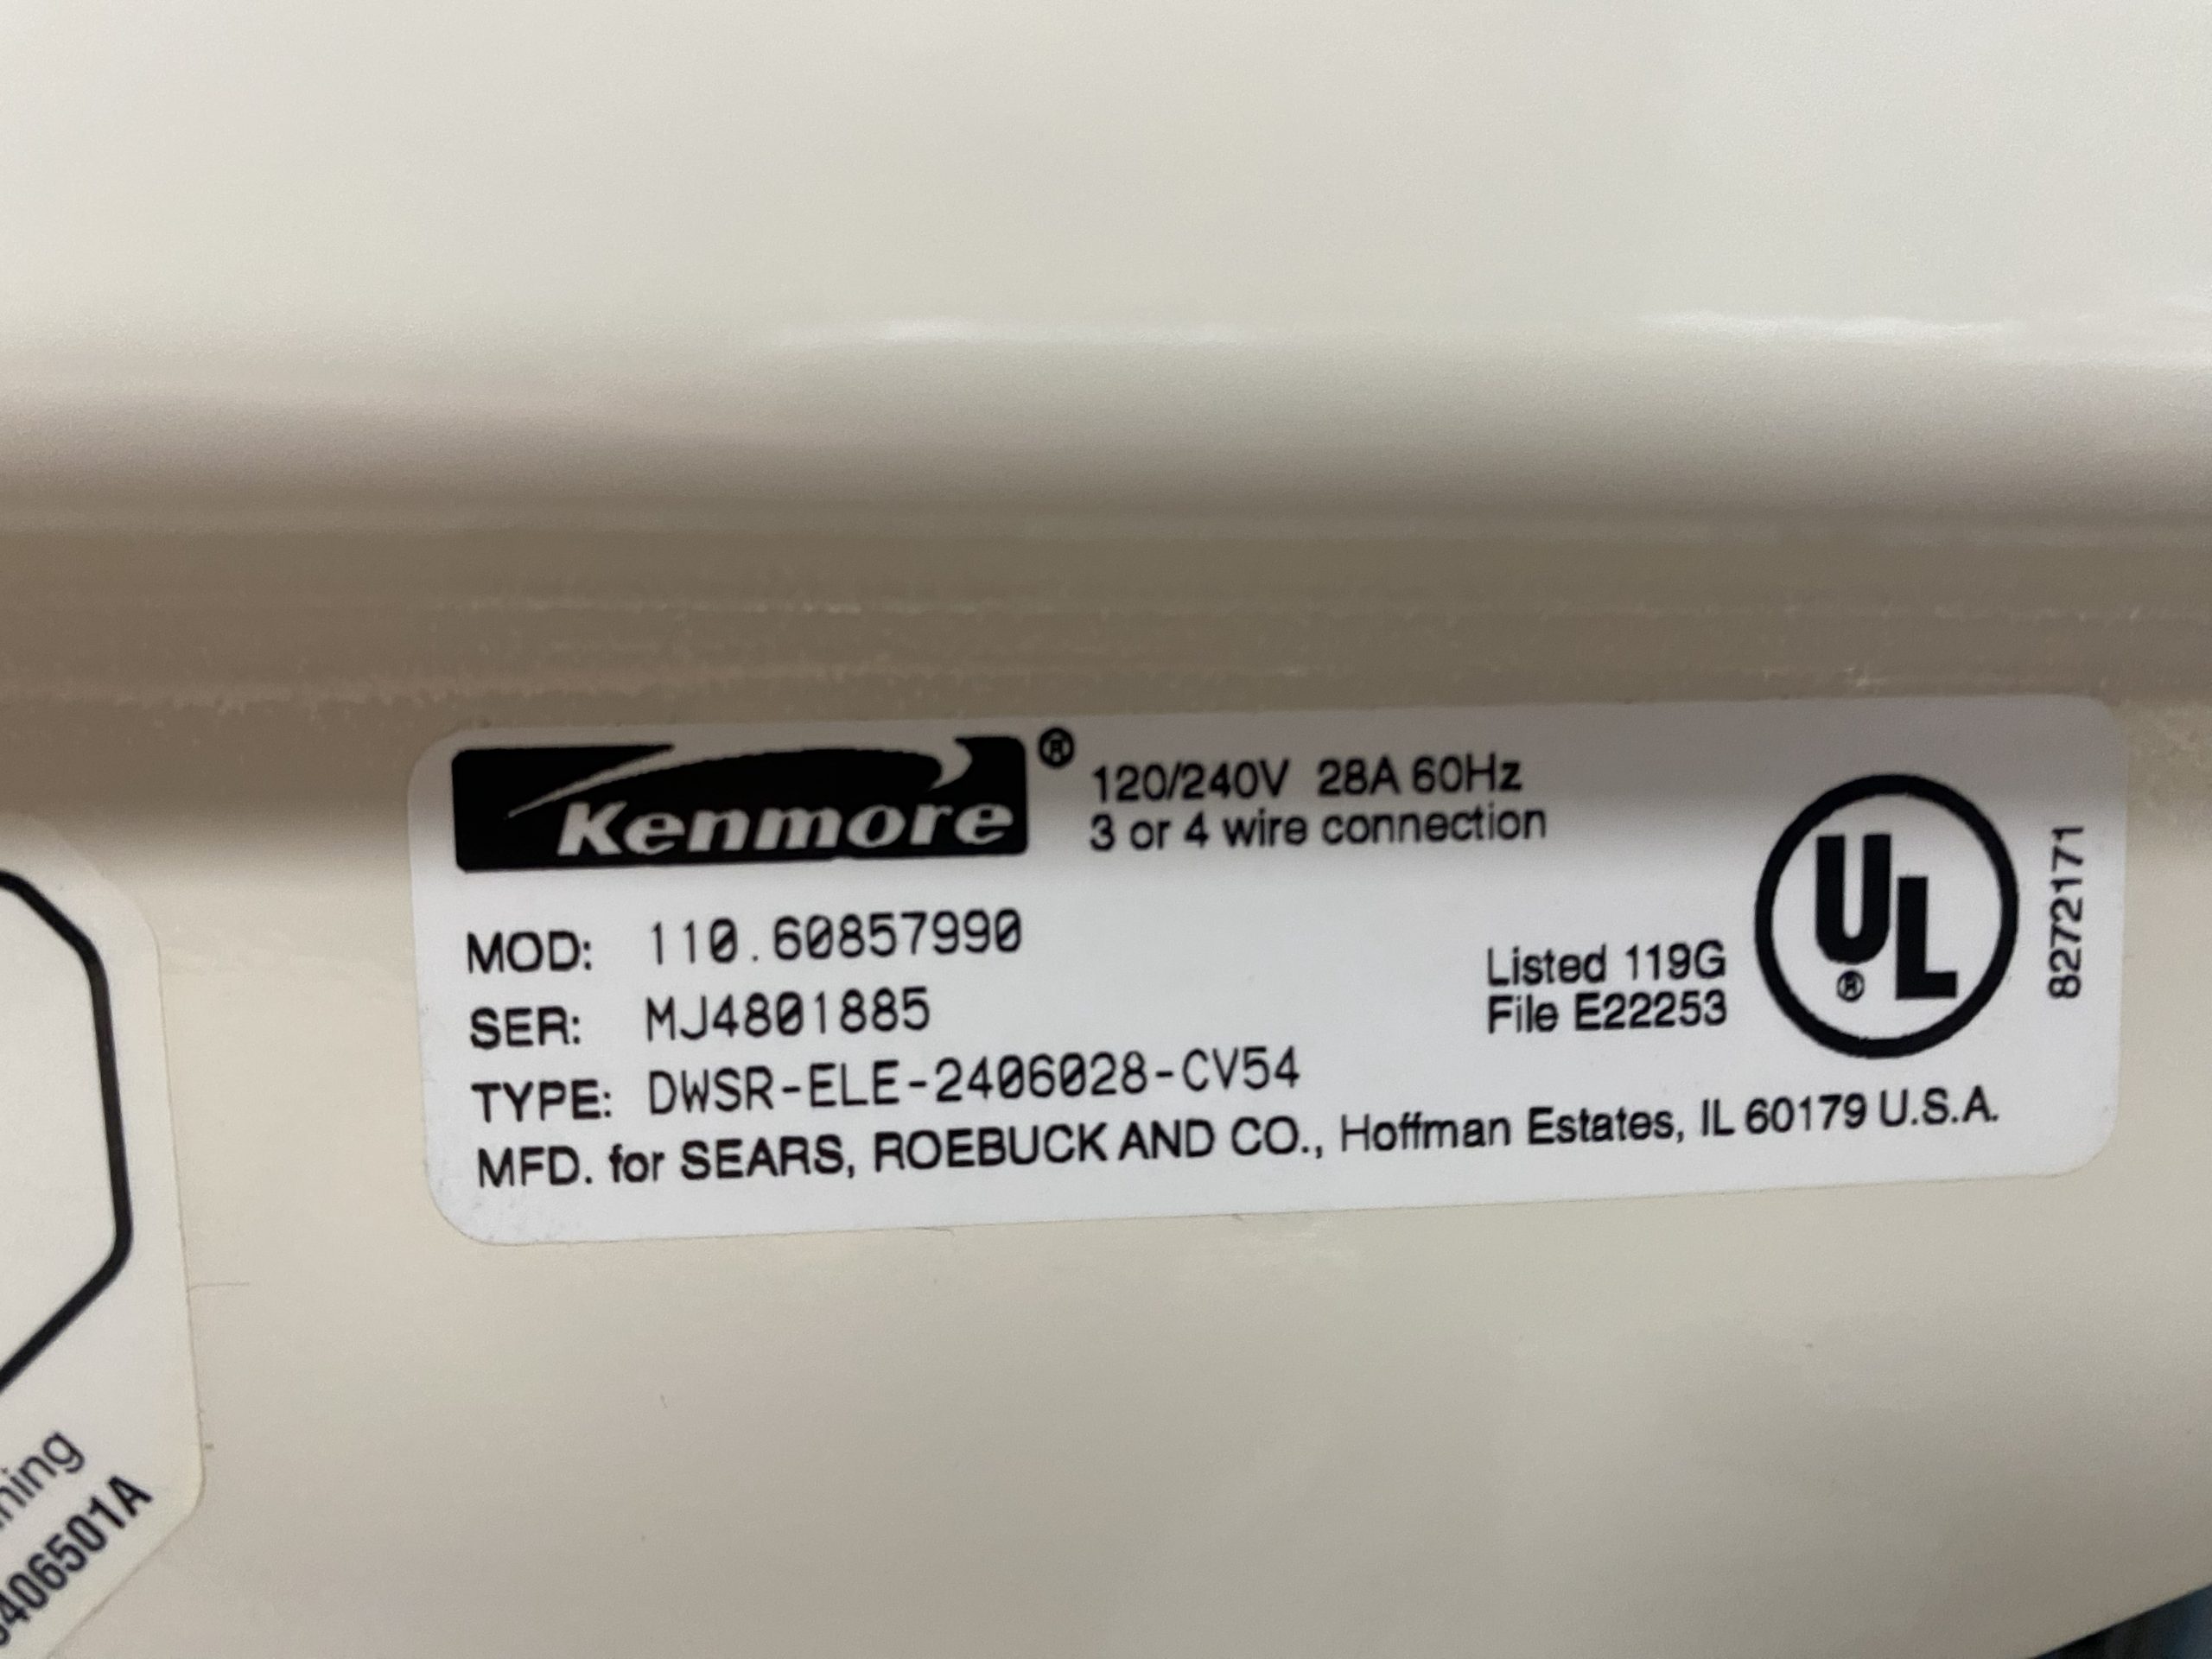 Kenmore®
120/240V 28A 60Hz
3 or 4 wire connection
MOD: 110.60857990
SER: MJ4801885
TYPE: DWSR-ELE-2406028-CV54
MFD. for SEARS, ROEBUCK AND CO., Hoffman Estates, IL 60179 U.S.A.
Listed 119G
File E22253
UL®
8272171
406501A